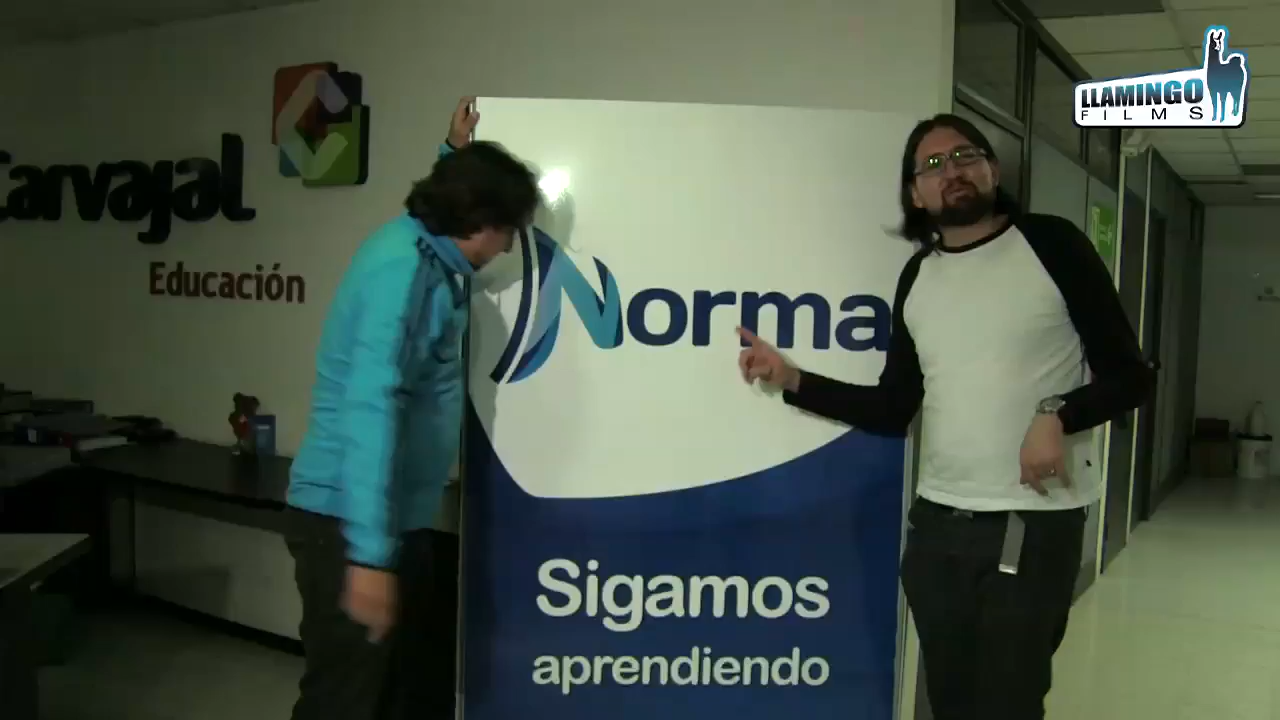 LLAMINGO
FILMS
Carvajal
Educación
Norma
Sigamos
aprendiendo